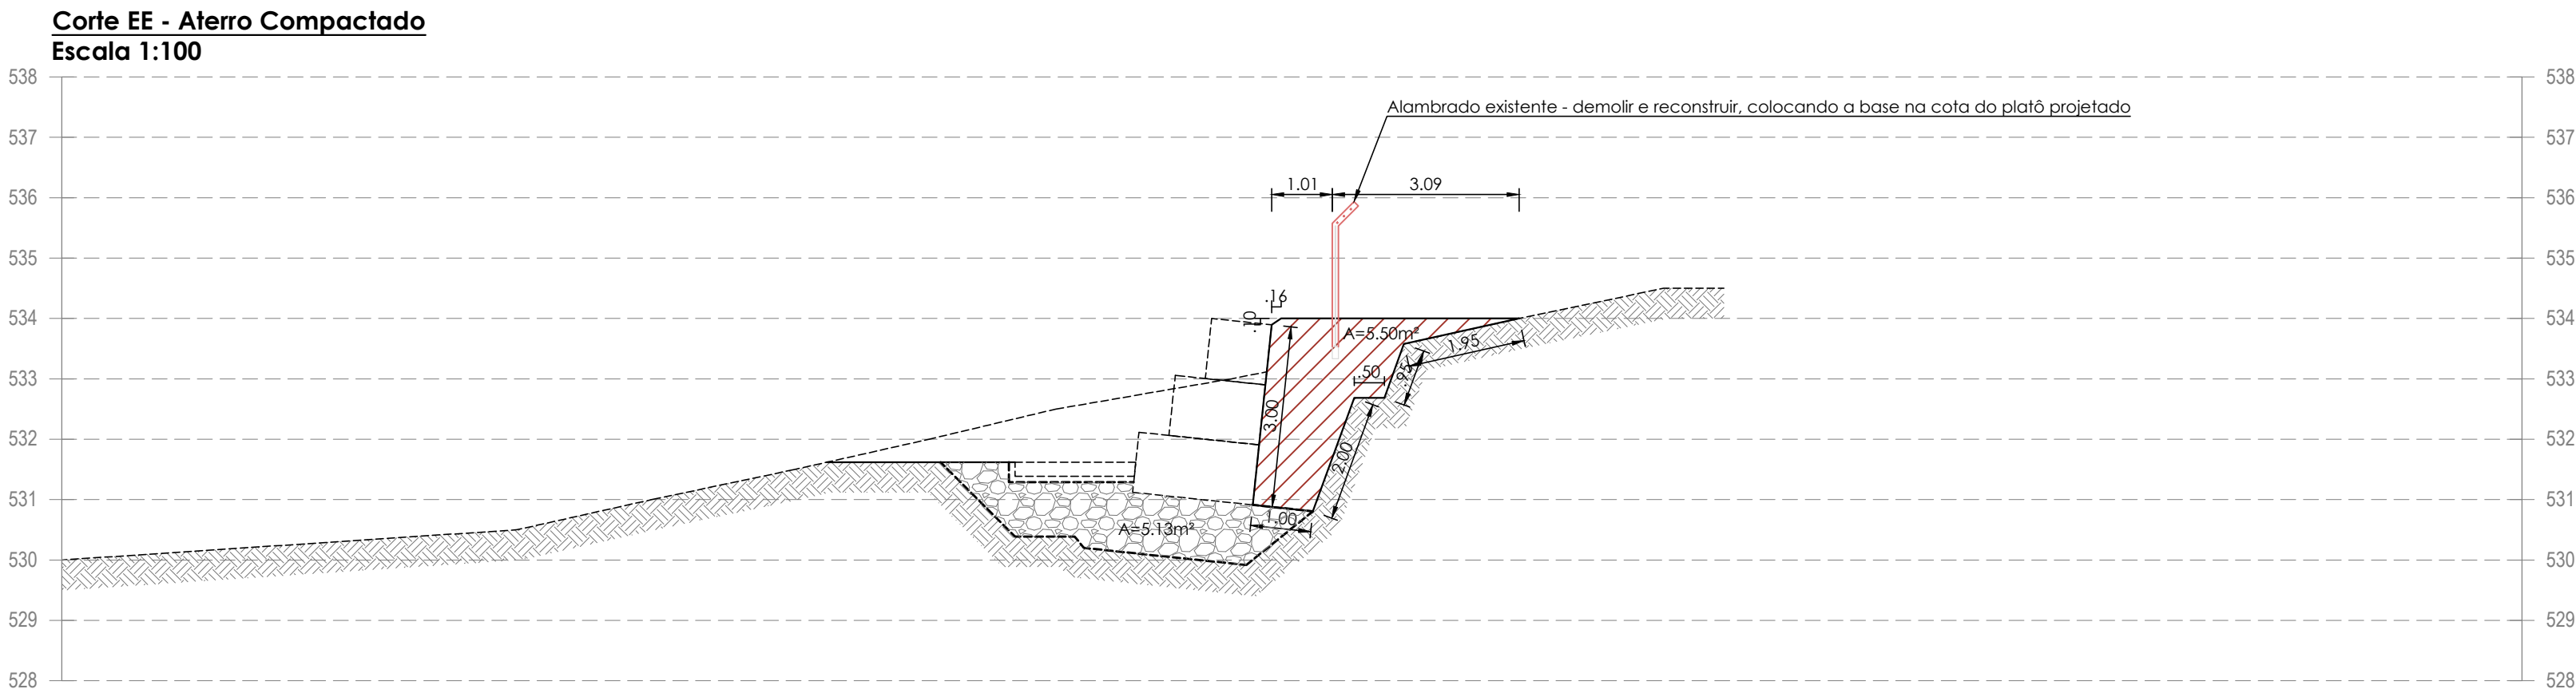 Corte EE - Aterro Compactado
Escala 1:100
538 538
Alambrado existente - demolir e reconstruir, colocando a base na cota do platô projetado
537 537
1.01 3.09
536 536
535 535
.16
534 .10 534
A=5.50m²
1.95
533 .50 .95 533
3.00
532 532
2.00
531 531
1.00
A=5.13m²
530 530
529 529
528 528